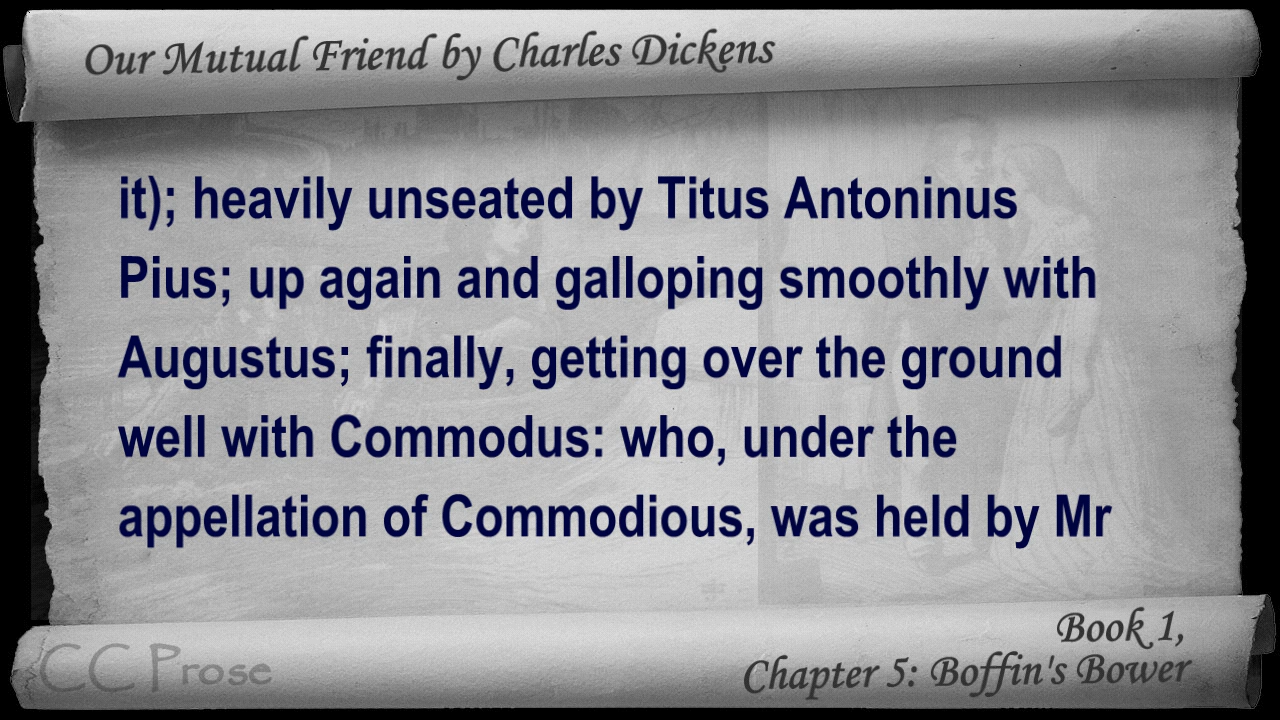 Our Mutual Friend by Charles Dickens
it); heavily unseated by Titus Antoninus
Pius; up again and galloping smoothly with
Augustus; finally, getting over the ground
well with Commodus: who, under the
appellation of Commodious, was held by Mr
CC Prose
Book 1,
Chapter 5: Boffin's Bower